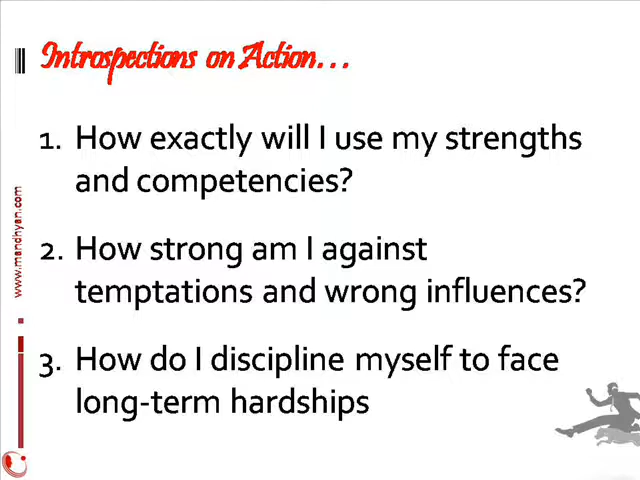 Introspections on Action...
1. How exactly will I use my strengths
and competencies?
2. How strong am I against
temptations and wrong influences?
3. How do I discipline myself to face
long-term hardships
www.mandhyan.com